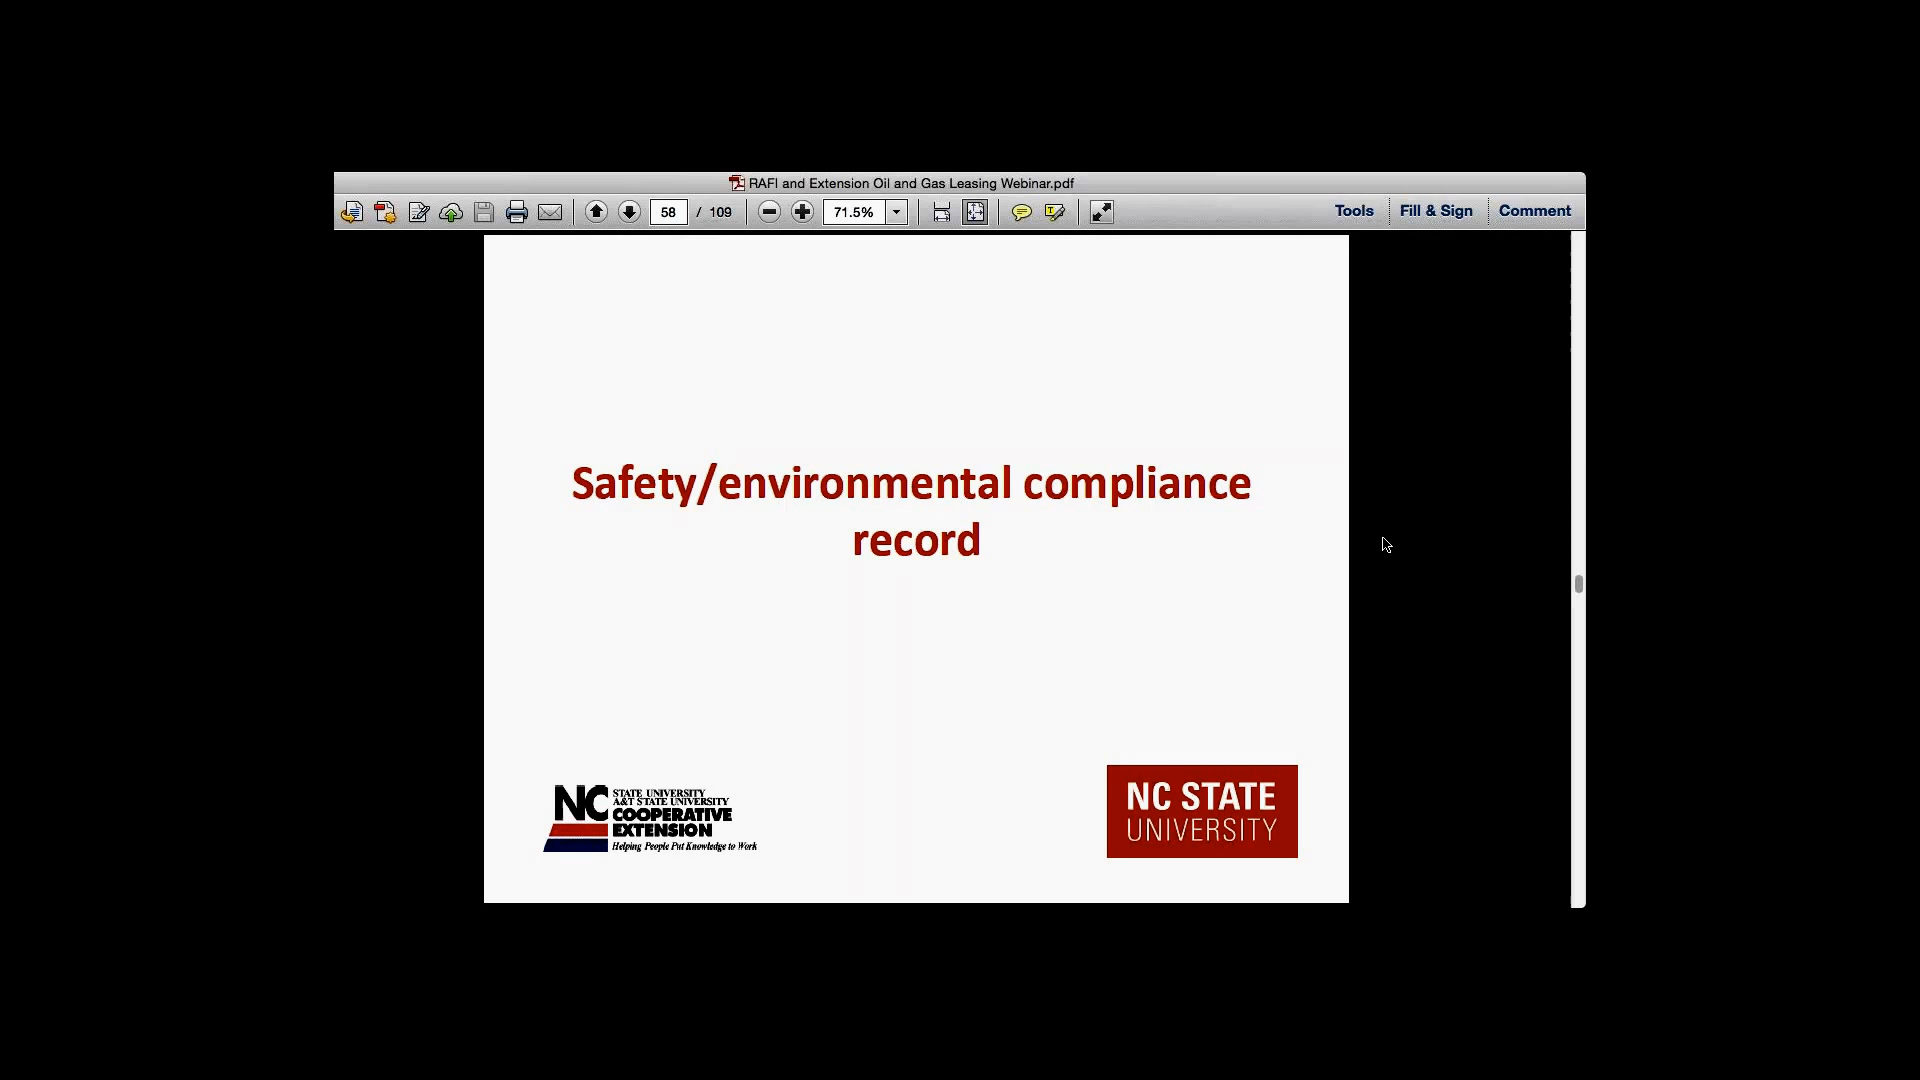 RAFI and Extension Oil and Gas Leasing Webinar.pdf
58 / 109 71.5% Tools Fill & Sign Comment
Safety/environmental compliance
record
NC STATE UNIVERSITY
A&T STATE UNIVERSITY
COOPERATIVE
EXTENSION
Helping People Put Knowledge to Work
NC STATE
UNIVERSITY